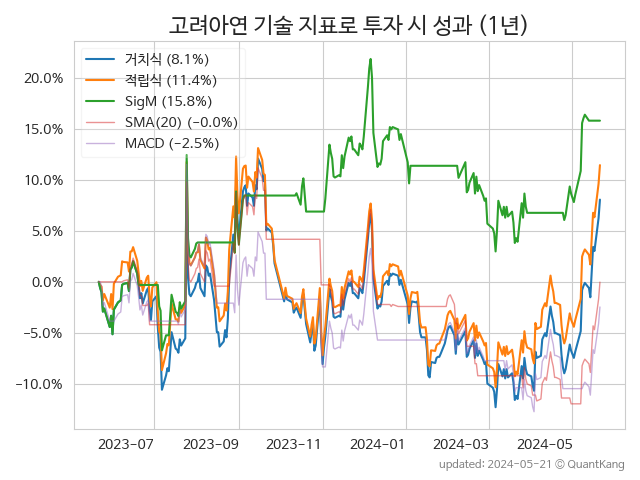 고려아연 기술 지표로 투자 시 성과 (1년)
거치식 (8.1%)
적립식 (11.4%)
SigM (15.8%)
SMA(20) (−0.0%)
MACD (−2.5%)
20.0%
15.0%
10.0%
5.0%
0.0%
−5.0%
−10.0%
2023-07 2023-09 2023-11 2024-01 2024-03 2024-05
updated: 2024-05-21 © QuantKang